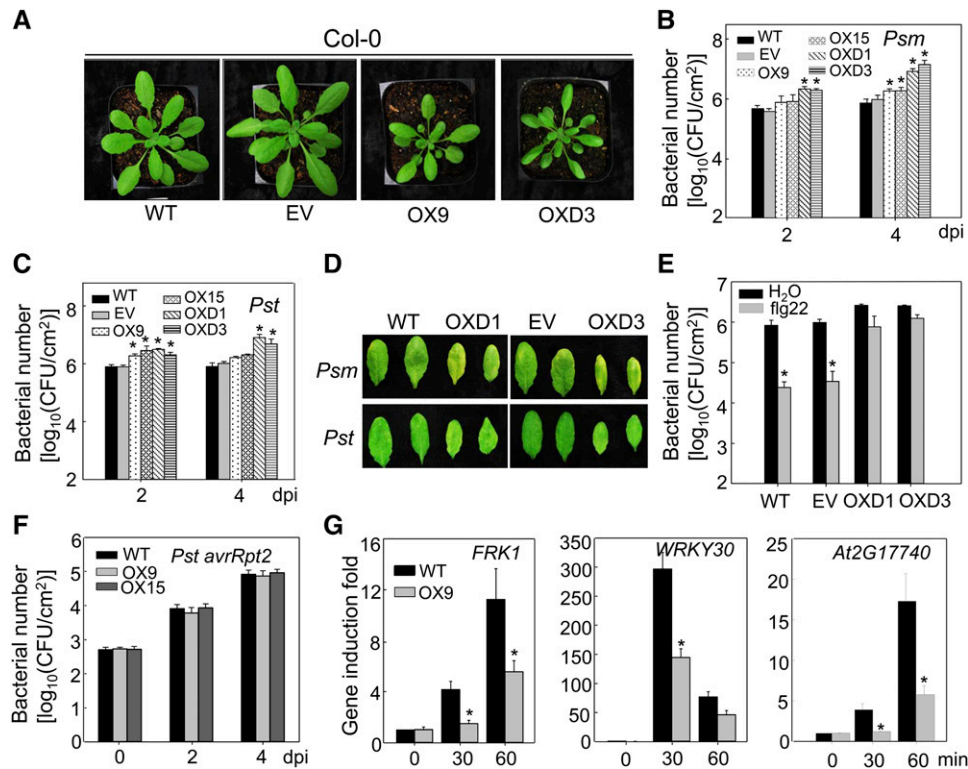 A
Col-0
WT
EV
OX9
OXD3
B
Bacterial number
[log10(CFU/cm2)]
8
6
4
2
WT
EV
OX9
OX15
OXD1
OXD3
Psm
* *
* * * *
2
4
dpi
C
Bacterial number
[log10(CFU/cm2)]
8
6
4
2
WT
EV
OX9
OX15
OXD1
OXD3
Pst
* * * *
* *
2
4
dpi
D
WT
OXD1
EV
OXD3
Psm
Pst
E
Bacterial number
[log10(CFU/cm2)]
7
6
5
4
2
H2O
flg22
*
*
WT
EV
OXD1
OXD3
F
Bacterial number
[log10(CFU/cm2)]
6
5
4
3
2
1
0
Pst avrRpt2
WT
OX9
OX15
0
2
4
dpi
G
Gene induction fold
16
12
8
4
0
FRK1
WT
OX9
*
*
0
30
60
350
300
250
200
150
100
50
0
WRKY30
*
0
30
60
25
20
15
10
5
0
At2G17740
*
*
0
30
60
min